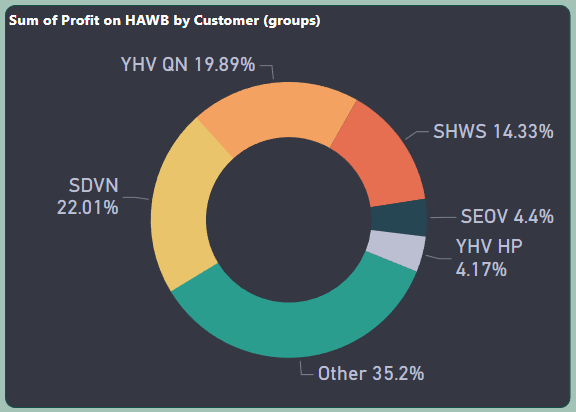 Sum of Profit on HAWB by Customer (groups)
YHV QN 19.89%
SHWS 14.33%
SDVN
22.01%
SEOV 4.4%
YHV HP
4.17%
Other 35.2%